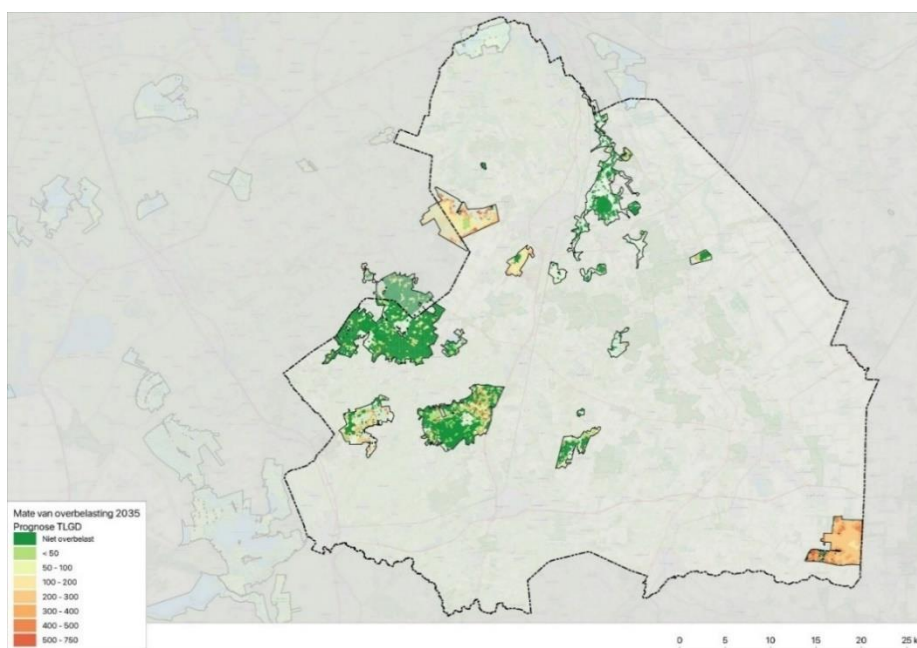 Mate van overbelasting 2035
Prognose TLGD
Niet overbelast
< 50
50 - 100
100 - 200
200 - 300
300 - 400
400 - 500
500 - 750
0 5 10 15 20 25 k